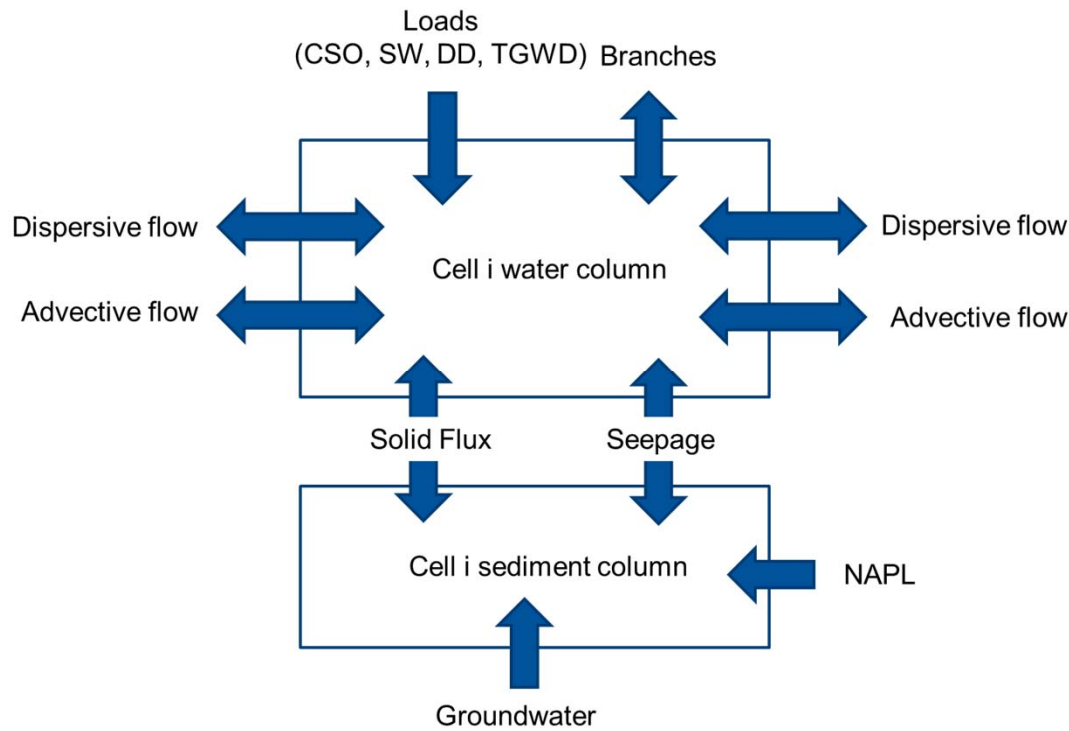 Loads
(CSO, SW, DD, TGWD)
Branches
Dispersive flow
Dispersive flow
Cell i water column
Advective flow
Advective flow
Solid Flux
Seepage
Cell i sediment column
NAPL
Groundwater